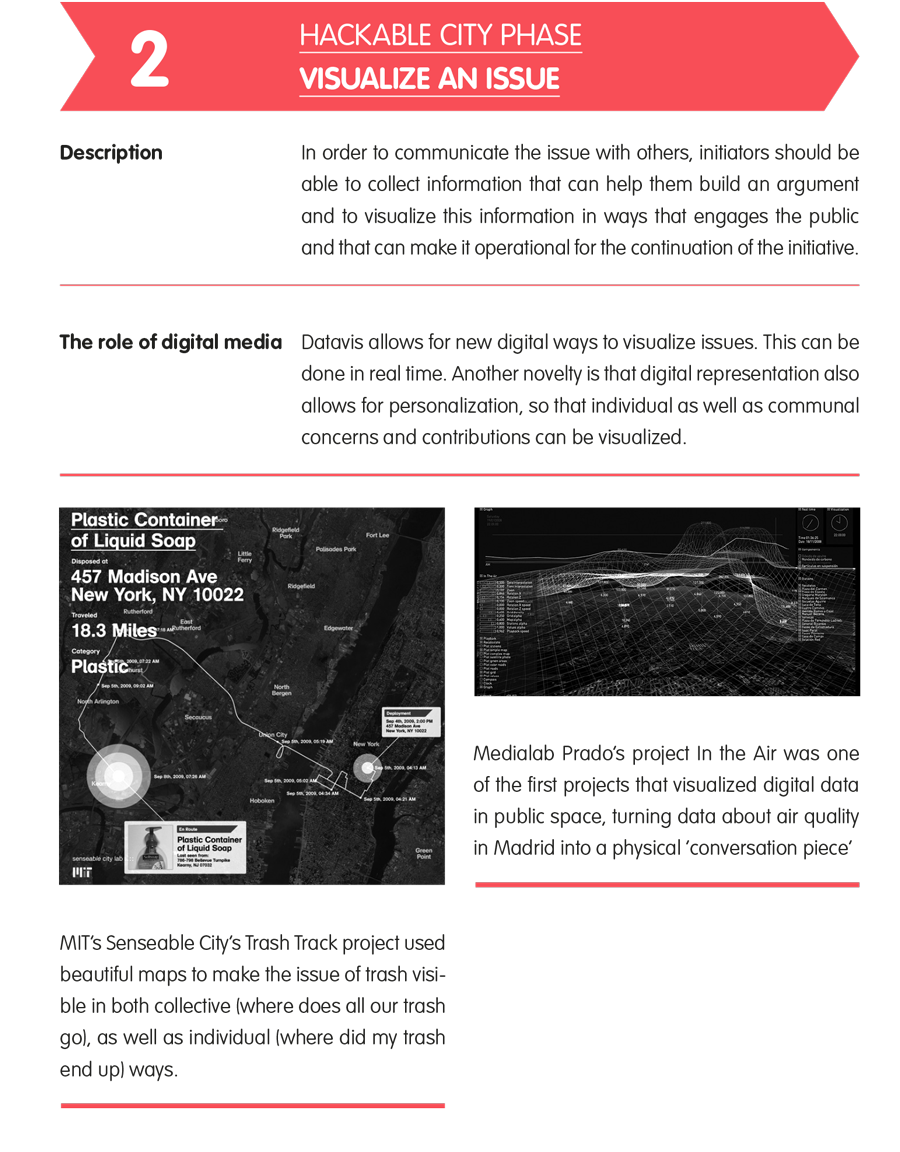 2
HACKABLE CITY PHASE
VISUALIZE AN ISSUE
Description
In order to communicate the issue with others, initiators should be
able to collect information that can help them build an argument
and to visualize this information in ways that engages the public
and that can make it operational for the continuation of the initiative.
The role of digital media
Datavis allows for new digital ways to visualize issues. This can be
done in real time. Another novelty is that digital representation also
allows for personalization, so that individual as well as communal
concerns and contributions can be visualized.
Plastic Container
of Liquid Soap
Disposed at
457 Madison Ave
New York, NY 10022
Traveled
18.3 Miles
Category
Plastic
Ridgefield
Park
Fort Lee
Little
Ferry
Palisades Park
Ridgefield
Rutherford
East
Rutherford
Edgewater
Sep 5th, 2009, 09:02 AM
North Arlington
North
Bergen
Secaucus
Union City
Sep 5th, 2009, 05:19 AM
New York
Deployment
Sep 4th, 2009, 2:00 PM
457 Madison Ave
New York, NY 10022
Sep 5th, 2009, 04:13 AM
Sep 8th, 2009, 07:26 AM
Sep 5th, 2009, 05:02 AM
Sep 5th, 2009, 04:34 AM
Sep 5th, 2009, 04:21 AM
Hoboken
En Route
Plastic Container
of Liquid Soap
Last seen from:
Kearny, NJ 07032
Green
Point
senseable city lab
MIT
Medialab Prado’s project In the Air was one
of the first projects that visualized digital data
in public space, turning data about air quality
in Madrid into a physical ‘conversation piece’
MIT’s Senseable City’s Trash Track project used
beautiful maps to make the issue of trash visi-
ble in both collective (where does all our trash
go), as well as individual (where did my trash
end up) ways.